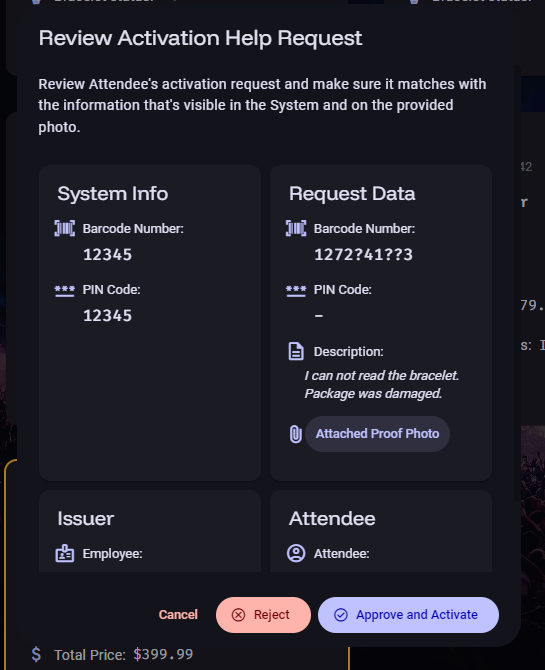 Review Activation Help Request
Review Attendee's activation request and make sure it matches with
the information that's visible in the System and on the provided
photo.
System Info
Barcode Number:
12345
PIN Code:
12345
Request Data
Barcode Number:
1272?41??3
PIN Code:
–
Description:
I can not read the bracelet.
Package was damaged.
Attached Proof Photo
Issuer
Employee:
Attendee
Attendee:
Cancel
Reject
Approve and Activate
$ Total Price: $399.99
42
r
79.
s: